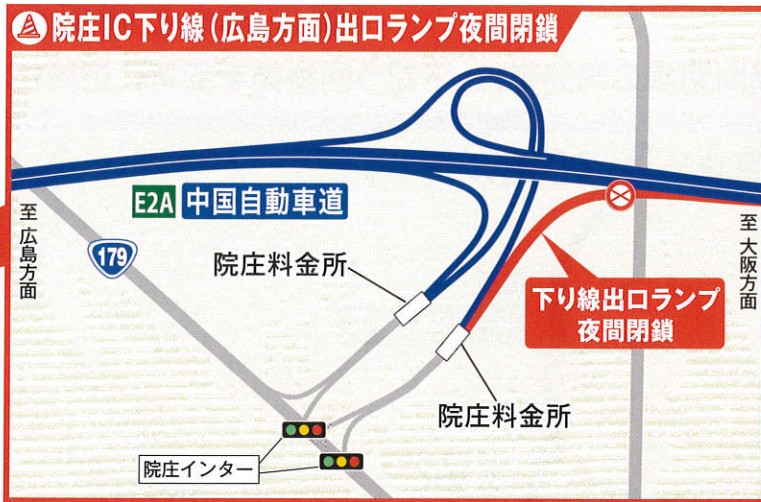 院庄IC下り線（広島方面）出口ランプ夜間閉鎖
E2A 中国自動車道
至 広島方面
179
院庄料金所
至 大阪方面
下り線出口ランプ
夜間閉鎖
院庄料金所
院庄インター